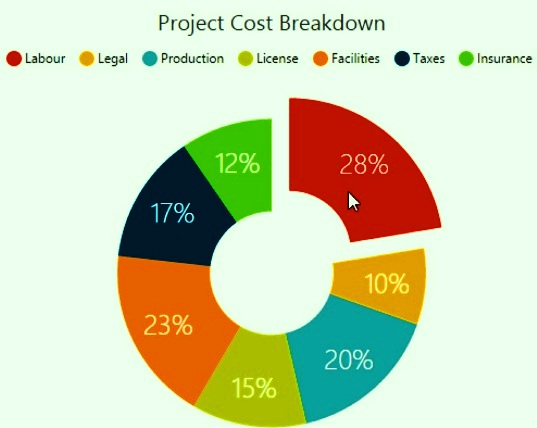 Project Cost Breakdown
Labour Legal Production License Facilities Taxes Insurance
12% 28%
17%
10%
23% 20%
15%